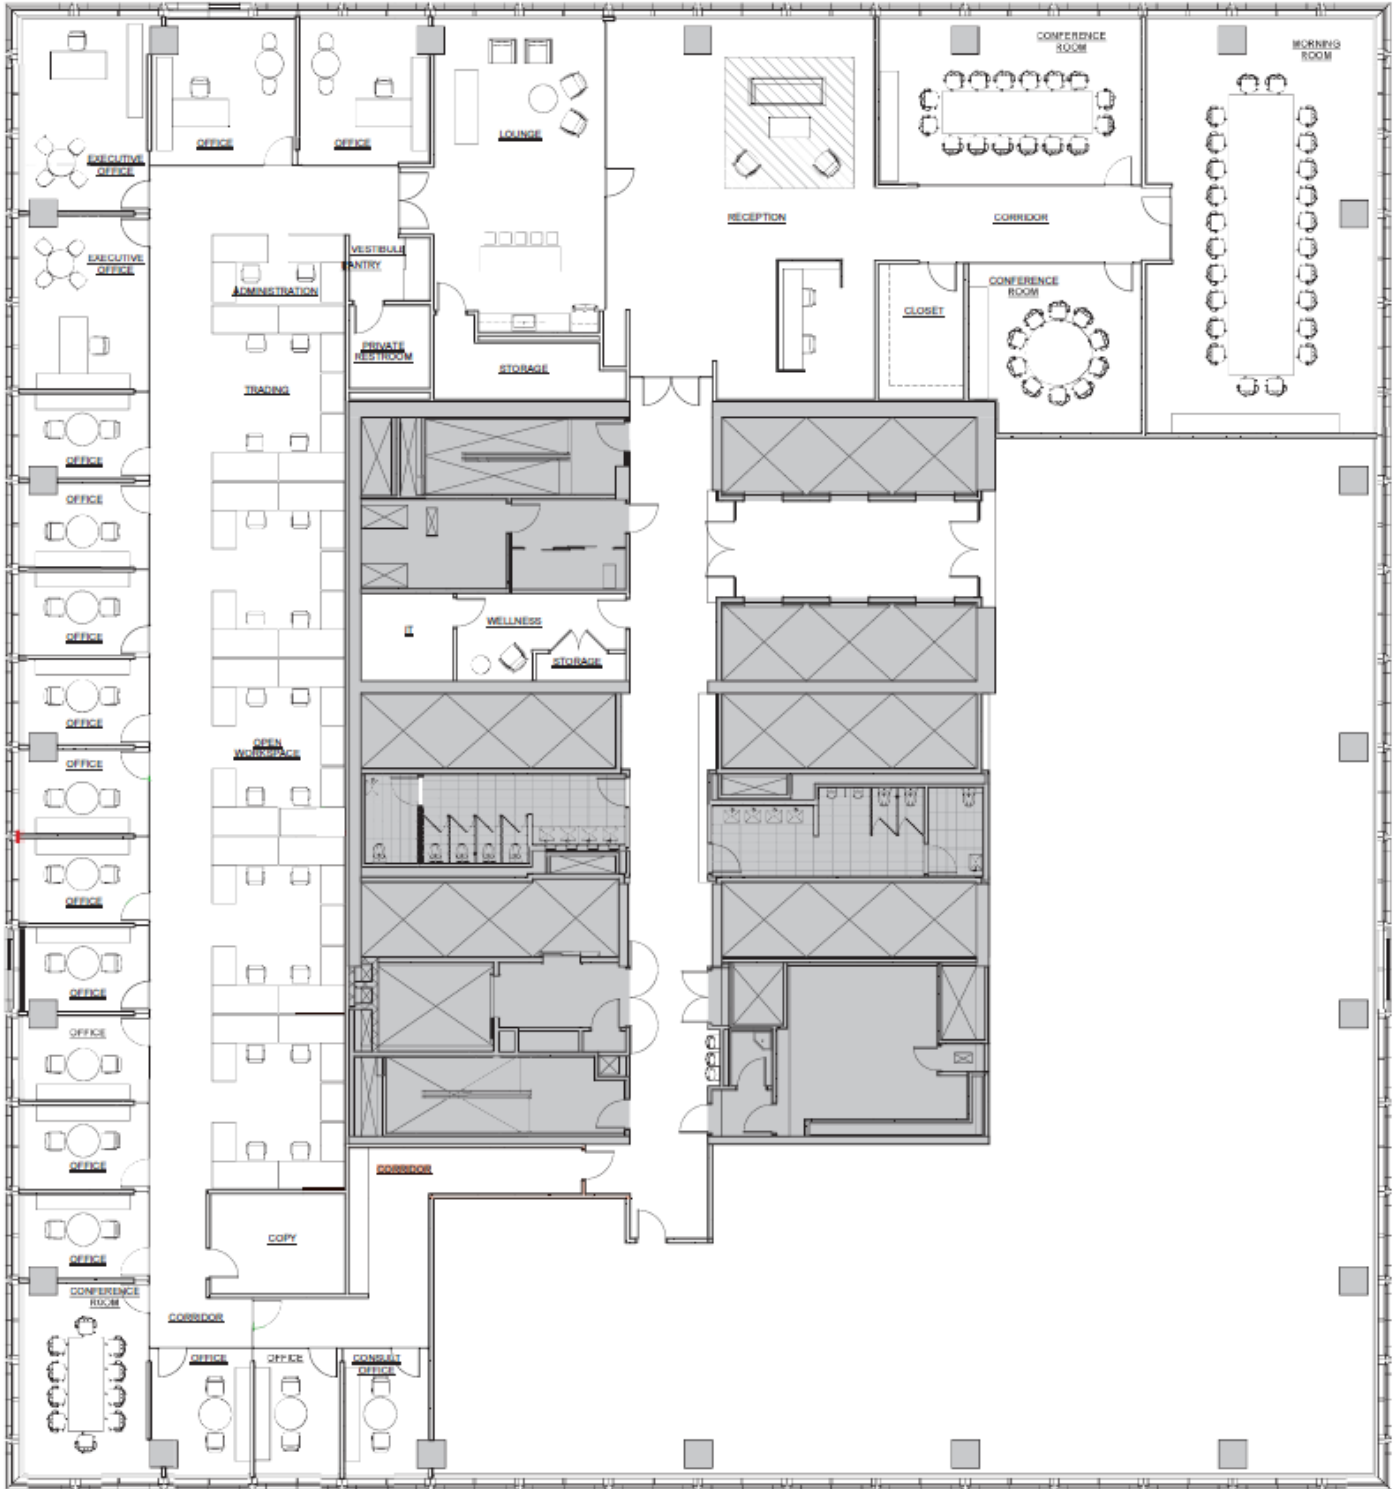 CONFERENCE
ROOM
MORNING
ROOM
OFFICE
OFFICE
LOUNGE
EXECUTIVE
OFFICE
RECEPTION
CORRIDOR
VESTIBULE
PANTRY
EXECUTIVE
OFFICE
ADMINISTRATION
CONFERENCE
ROOM
CLOSET
PRIVATE
RESTROOM
STORAGE
TRADING
OFFICE
OFFICE
OFFICE
IT
WELLNESS
STORAGE
OFFICE
OPEN
WORKSPACE
OFFICE
OFFICE
OFFICE
OFFICE
OFFICE
CORRIDOR
COPY
OFFICE
CONFERENCE
ROOM
CORRIDOR
OFFICE
OFFICE
CONSULT
OFFICE